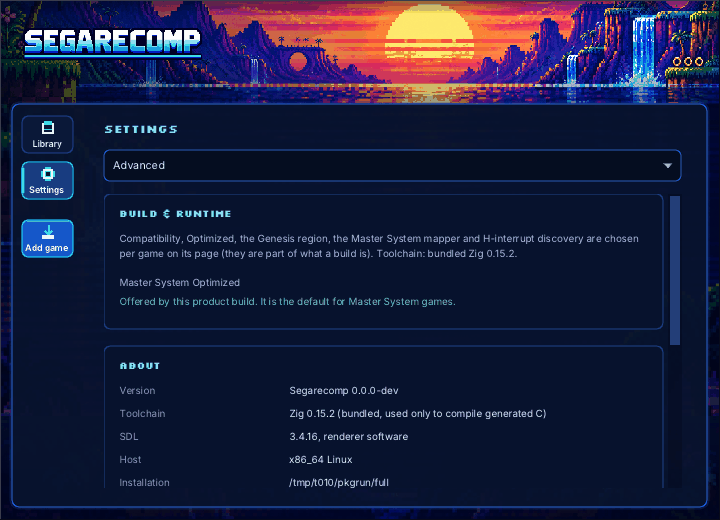 SEGARECOMP
SETTINGS
Library
Settings
Add game
Advanced
BUILD & RUNTIME
Compatibility, Optimized, the Genesis region, the Master System mapper and H-interrupt discovery are chosen
per game on its page (they are part of what a build is). Toolchain: bundled Zig 0.15.2.
Master System Optimized
Offered by this product build. It is the default for Master System games.
ABOUT
Version Segarecomp 0.0.0-dev
Toolchain Zig 0.15.2 (bundled, used only to compile generated C)
SDL 3.4.16, renderer software
Host x86_64 Linux
Installation /tmp/t010/pkgrun/full